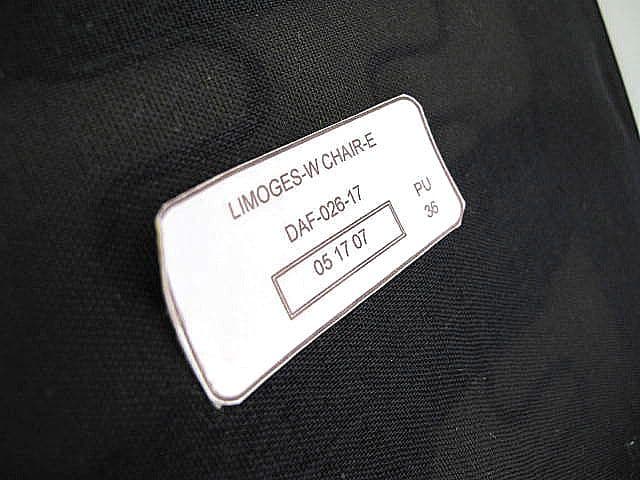 LIMOGES-W CHAIR-E
DAF-026-17
PU
05 17 07
36